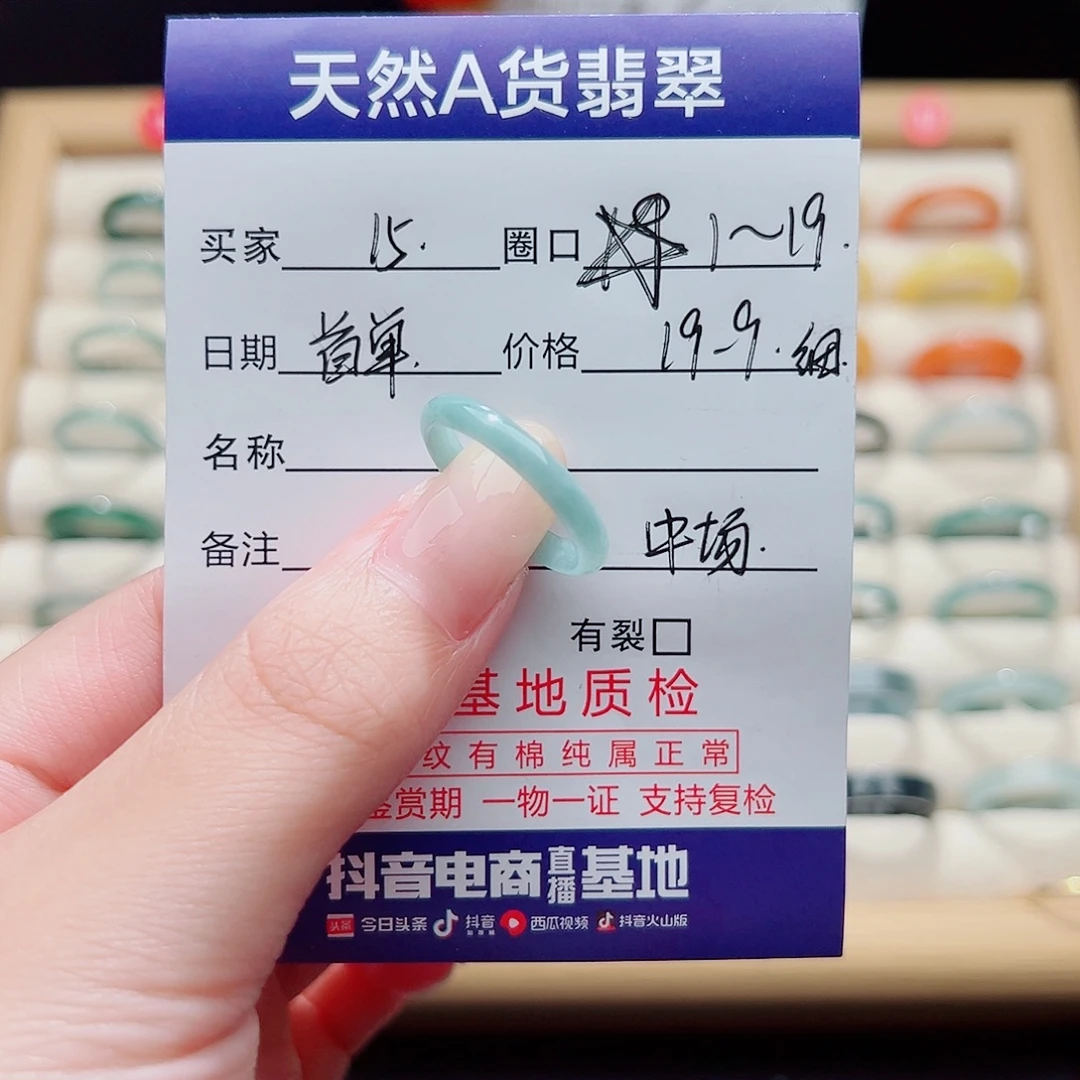 天然A货翡翠
买家 15. 圈口 1~19.
日期 首单. 价格 19-9. 细.
名称
备注 中场.
有裂□
基地质检
纹有棉纯属正常
鉴赏期 一物一证 支持复检
抖音电商直播基地
头条 今日头条 抖音 西瓜视频 抖音火山版